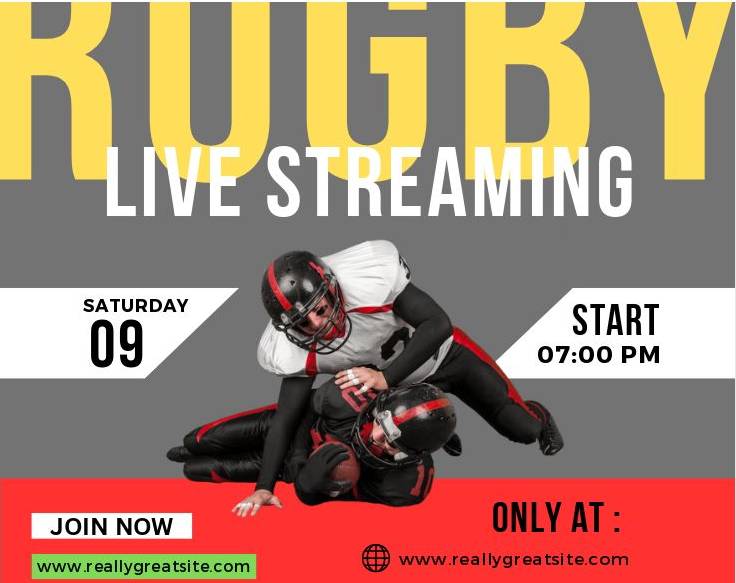 RUGBY
LIVE STREAMING
SATURDAY
09
START
07:00 PM
JOIN NOW
www.reallygreatsite.com
ONLY AT :
www.reallygreatsite.com